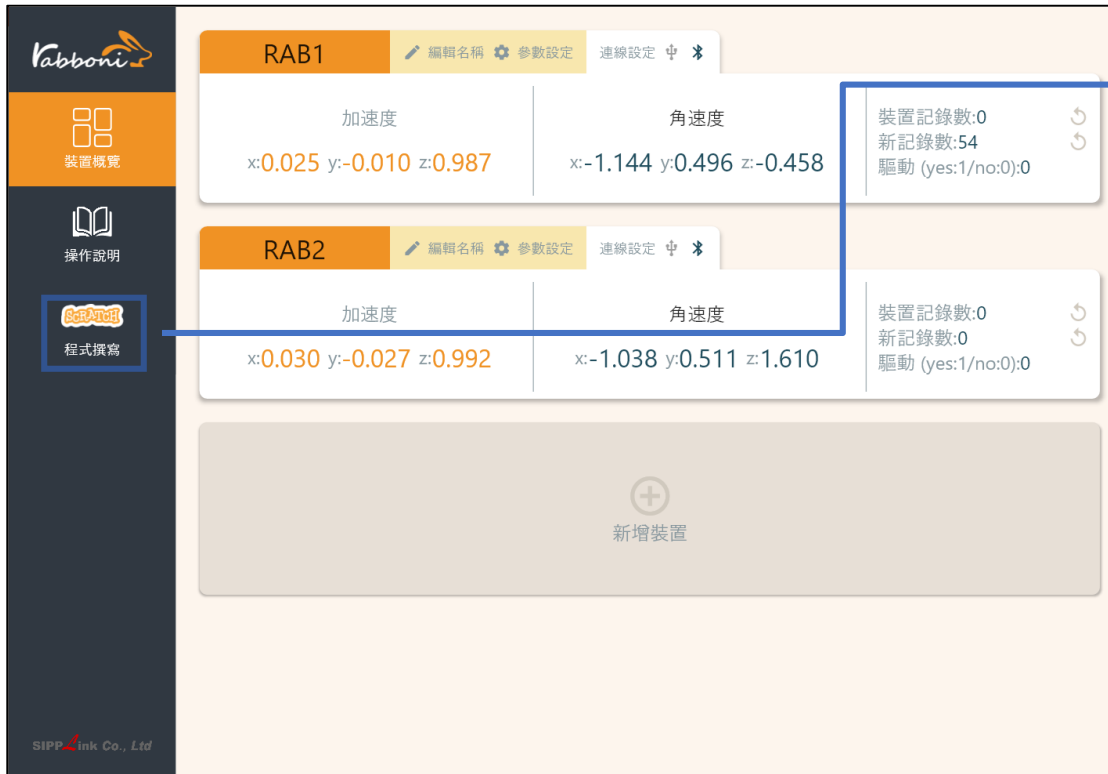 rabboni
裝置概覽
操作說明
SCRATCH
程式撰寫
SIPPLink Co., Ltd
RAB1 編輯名稱 參數設定 連線設定
加速度
x:0.025 y:-0.010 z:0.987
角速度
x:-1.144 y:0.496 z:-0.458
裝置記錄數:0
新記錄數:54
驅動 (yes:1/no:0):0
RAB2 編輯名稱 參數設定 連線設定
加速度
x:0.030 y:-0.027 z:0.992
角速度
x:-1.038 y:0.511 z:1.610
裝置記錄數:0
新記錄數:0
驅動 (yes:1/no:0):0
新增裝置